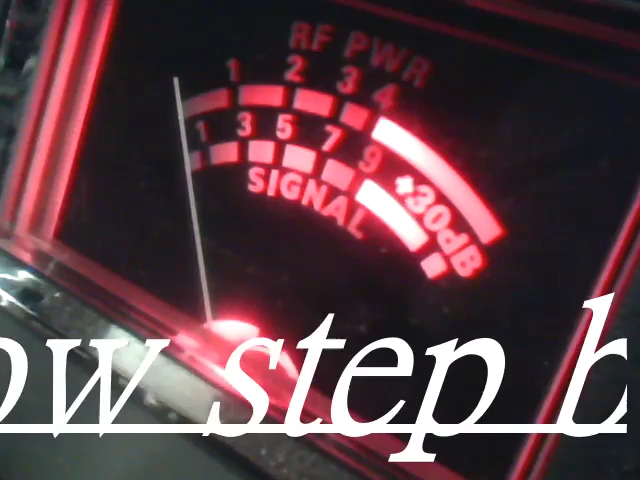 RF PWR
1 2 3 4
1 3 5 7 9 +30dB
SIGNAL
ow step b